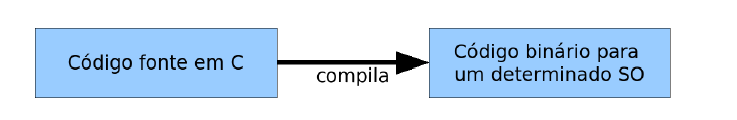 Código fonte em C
compila
Código binário para
um determinado SO